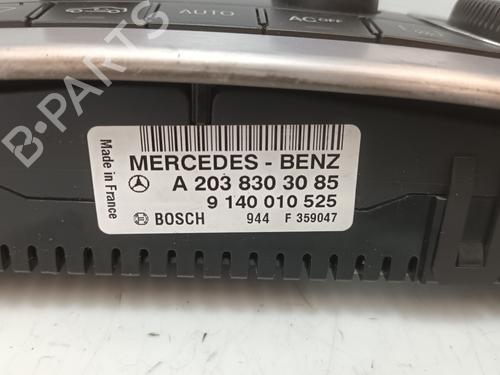 AUTO
AC OFF
B-PARTS
Made in France
MERCEDES - BENZ
A 203 830 30 85
9 140 010 525
BOSCH 944 F 359047